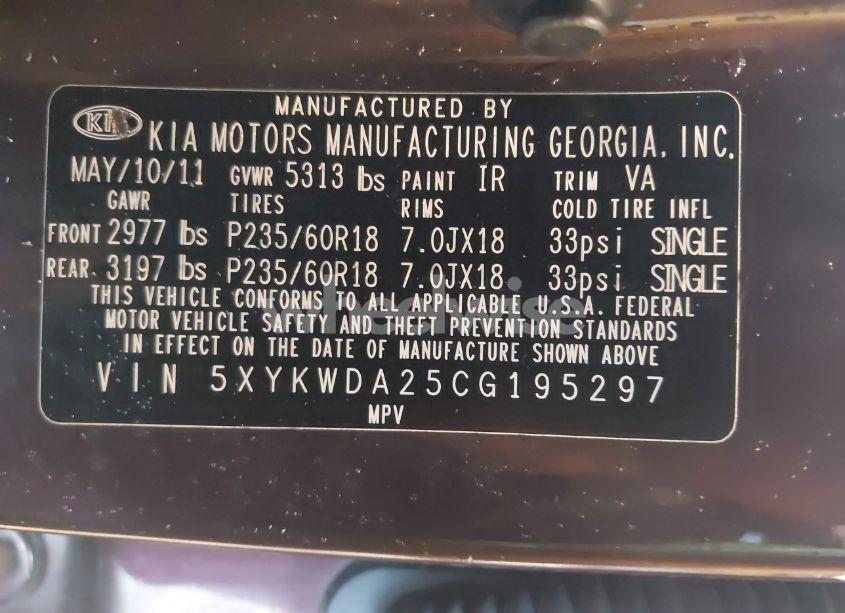 MANUFACTURED BY
KIA KIA MOTORS MANUFACTURING GEORGIA, INC.
MAY/10/11 GVWR 5313 lbs PAINT IR TRIM VA
GAWR TIRES RIMS COLD TIRE INFL
FRONT 2977 lbs P235/60R18 7.0JX18 33psi SINGLE
REAR 3197 lbs P235/60R18 7.0JX18 33psi SINGLE
THIS VEHICLE CONFORMS TO ALL APPLICABLE U.S.A. FEDERAL
MOTOR VEHICLE SAFETY AND THEFT PREVENTION STANDARDS
IN EFFECT ON THE DATE OF MANUFACTURE SHOWN ABOVE
VIN 5XYKWDA25CG195297
MPV